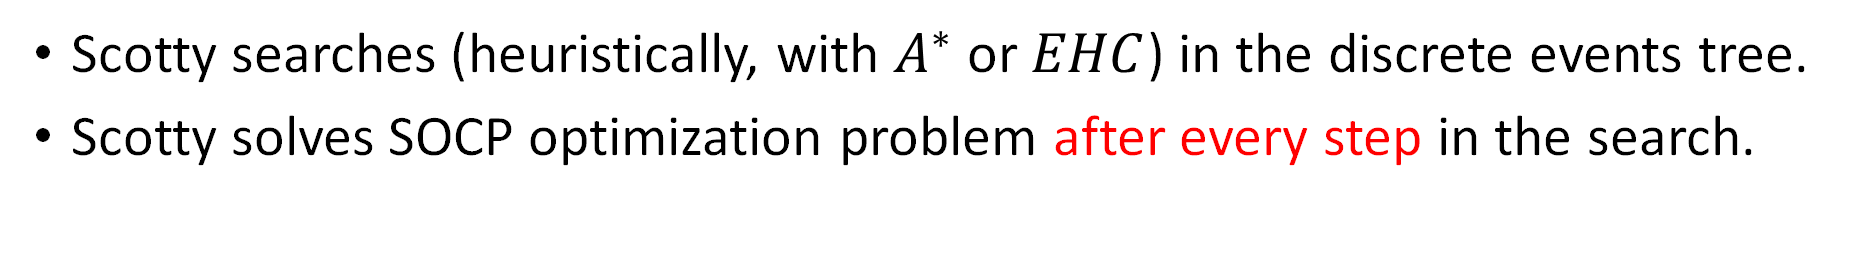 • Scotty searches (heuristically, with A* or EHC) in the discrete events tree.
• Scotty solves SOCP optimization problem after every step in the search.